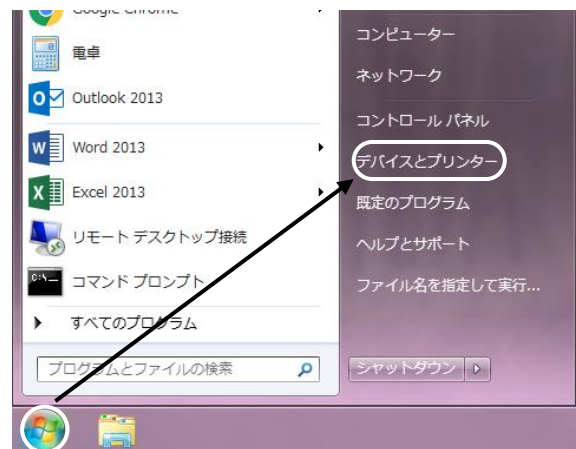 Google Chrome
電卓
Outlook 2013
Word 2013
Excel 2013
リモート デスクトップ接続
コマンド プロンプト
すべてのプログラム
プログラムとファイルの検索
コンピューター
ネットワーク
コントロール パネル
デバイスとプリンター
既定のプログラム
ヘルプとサポート
ファイル名を指定して実行...
シャットダウン